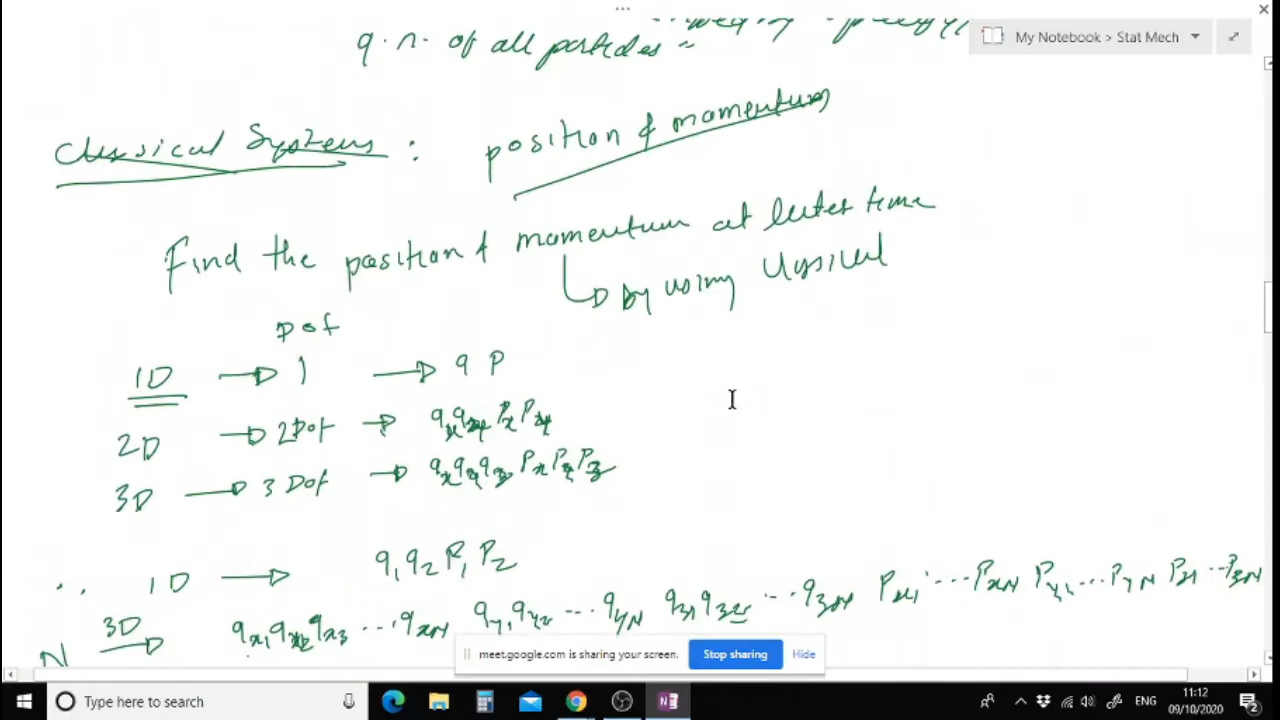 q.n. of all particles
My Notebook > Stat Mech
Classical Systems : position & momentum
Find the position & momentum at later time
by using classical
DOF
1D → 1 → q P
2D → 2 DOf → qx qy Px Py
3D → 3 DOf → qx qy qz Px Py Pz
1D → q1 q2 P1 P2
N 3D → qx1 qx2 qx3 ... qxN qy1 qy2 ... qyN qz1 qz2 ... qzN Px1 ... PxN Py1 ... PyN Pz1 ... PzN
meet.google.com is sharing your screen. Stop sharing Hide
Type here to search
ENG
11:12
09/10/2020
2